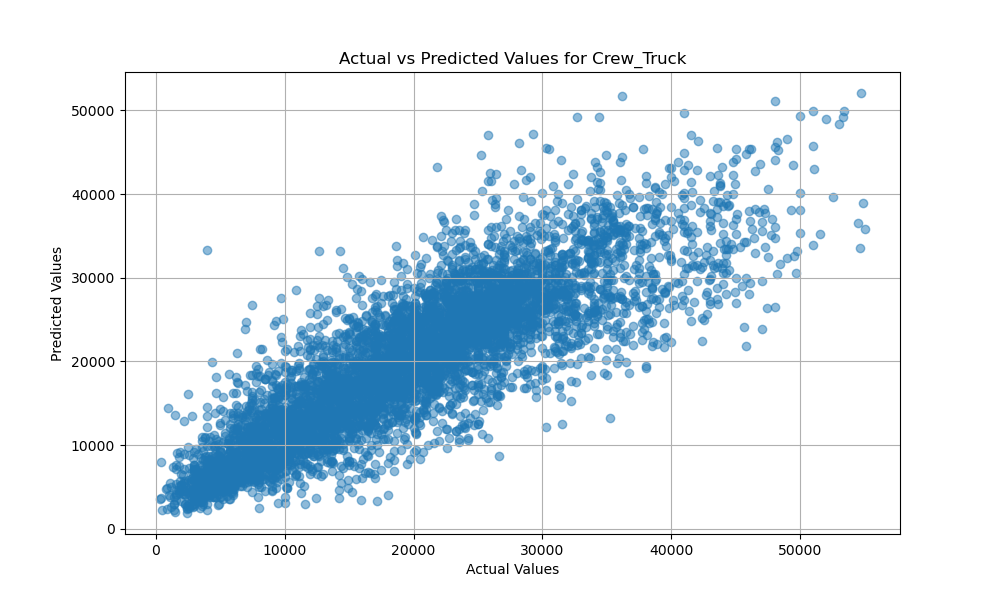 Actual vs Predicted Values for Crew_Truck
50000
40000
30000
20000
10000
0
Predicted Values
0 10000 20000 30000 40000 50000
Actual Values